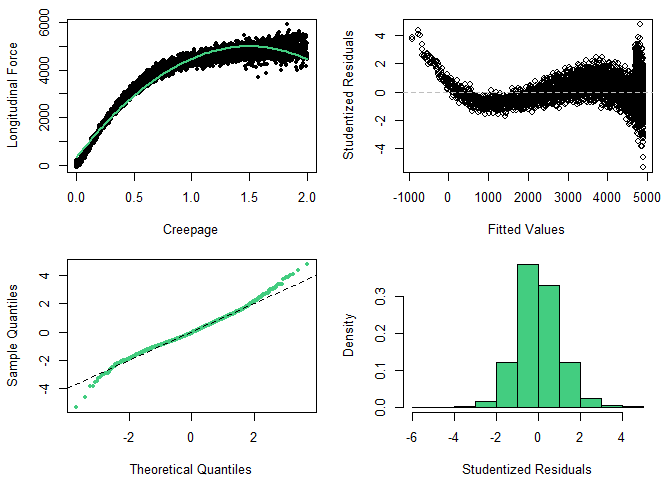 Longitudinal Force
0 2000 4000 6000
0.0 0.5 1.0 1.5 2.0
Creepage
Studentized Residuals
-4 -2 0 2 4
-1000 0 1000 2000 3000 4000 5000
Fitted Values
Sample Quantiles
-4 -2 0 2 4
-2 0 2
Theoretical Quantiles
Density
0.0 0.1 0.2 0.3
-6 -4 -2 0 2 4
Studentized Residuals